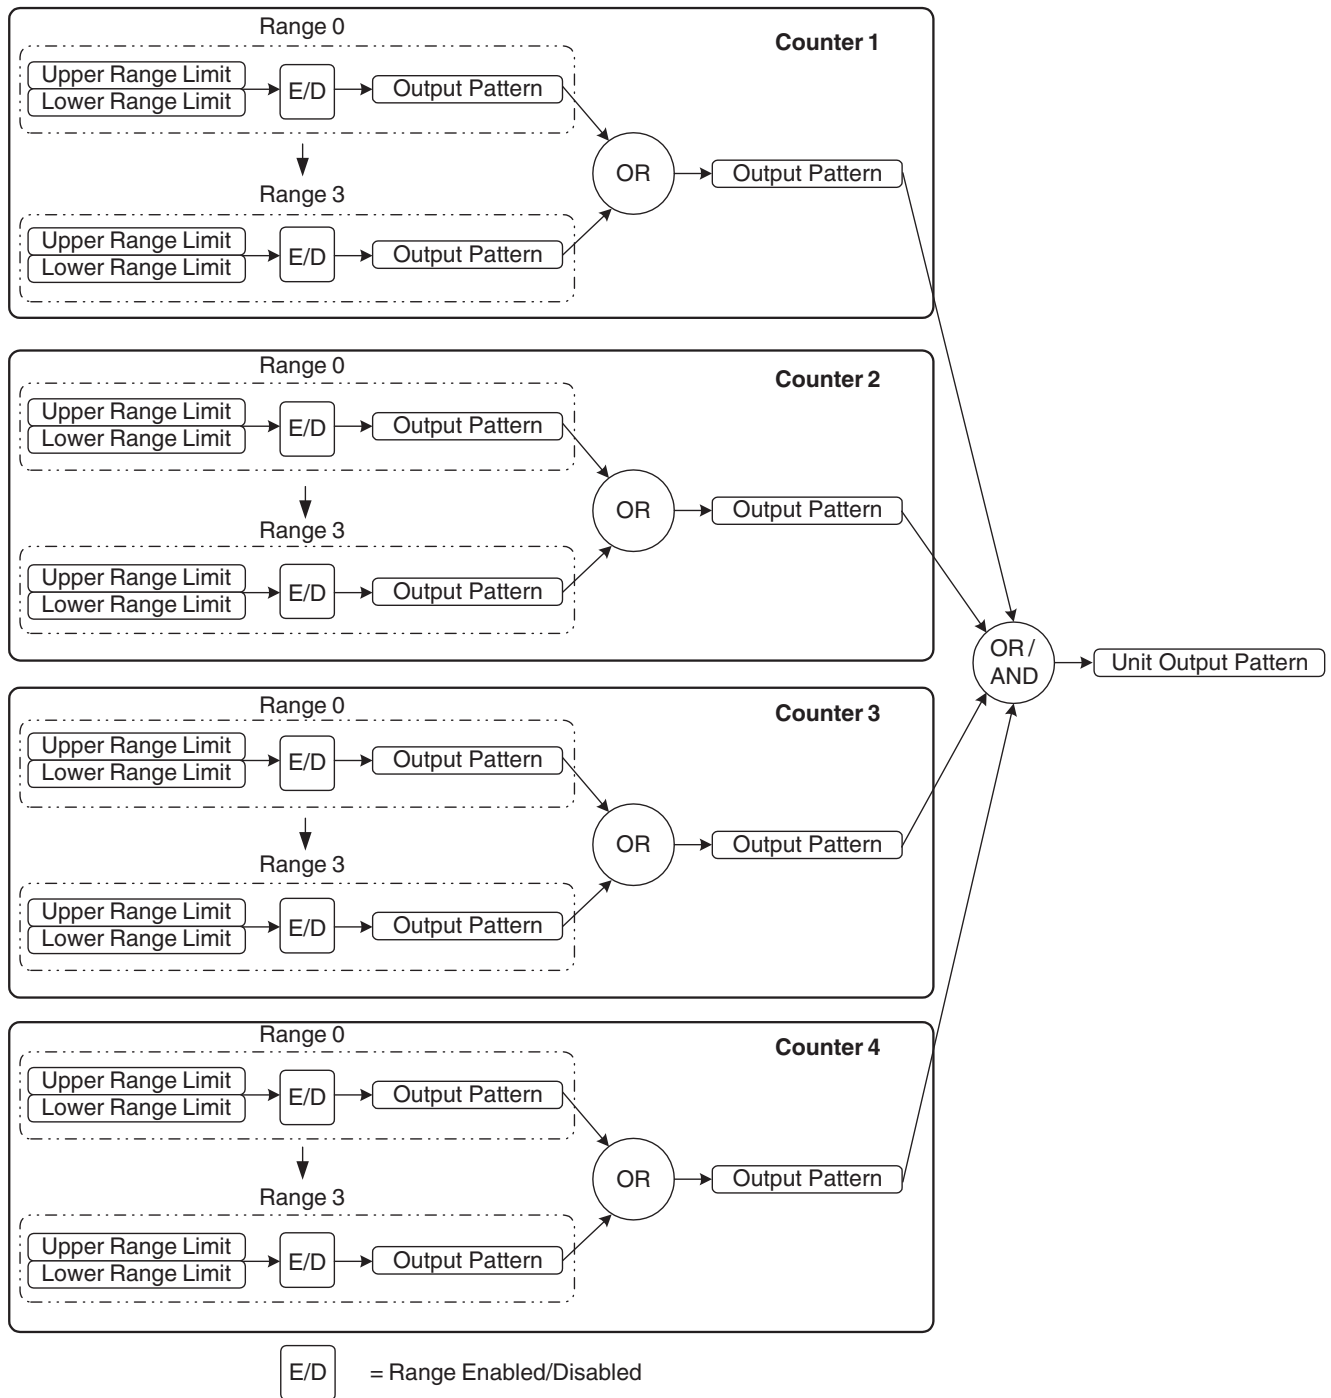 Range 0
Counter 1
Upper Range Limit
Lower Range Limit
E/D
Output Pattern
OR
Output Pattern
Range 3
Upper Range Limit
Lower Range Limit
E/D
Output Pattern
Range 0
Counter 2
Upper Range Limit
Lower Range Limit
E/D
Output Pattern
OR
Output Pattern
Range 3
Upper Range Limit
Lower Range Limit
E/D
Output Pattern
OR /
AND
Unit Output Pattern
Range 0
Counter 3
Upper Range Limit
Lower Range Limit
E/D
Output Pattern
OR
Output Pattern
Range 3
Upper Range Limit
Lower Range Limit
E/D
Output Pattern
Range 0
Counter 4
Upper Range Limit
Lower Range Limit
E/D
Output Pattern
OR
Output Pattern
Range 3
Upper Range Limit
Lower Range Limit
E/D
Output Pattern
E/D = Range Enabled/Disabled